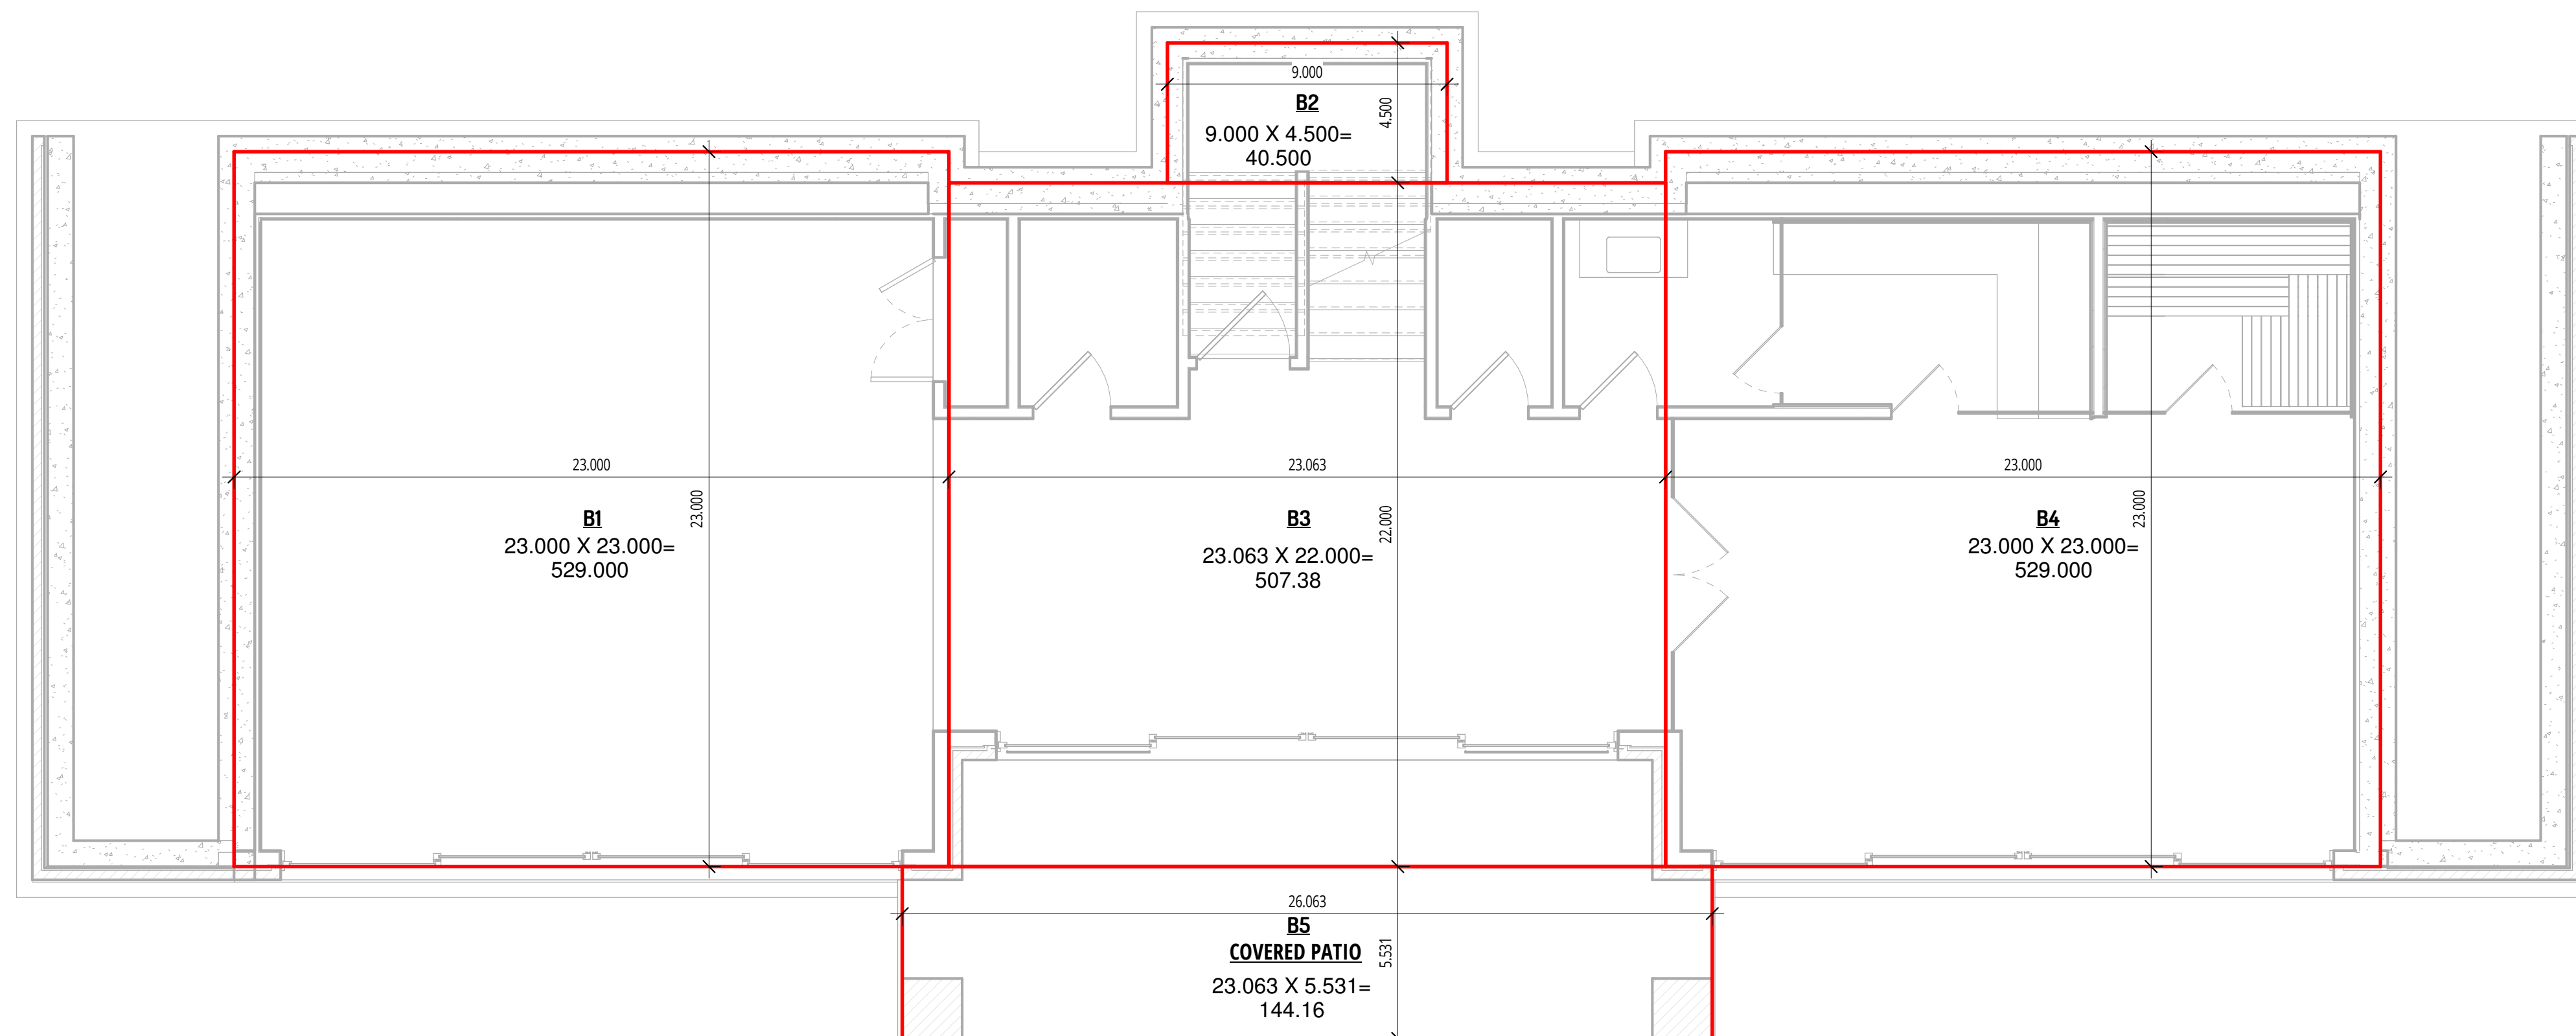 9.000
B2
4.500
9.000 X 4.500=
40.500
23.000
23.063
23.000
B1
23.000
23.000 X 23.000=
529.000
B3
22.000
23.063 X 22.000=
507.38
B4
23.000
23.000 X 23.000=
529.000
26.063
B5
COVERED PATIO
5.531
23.063 X 5.531=
144.16